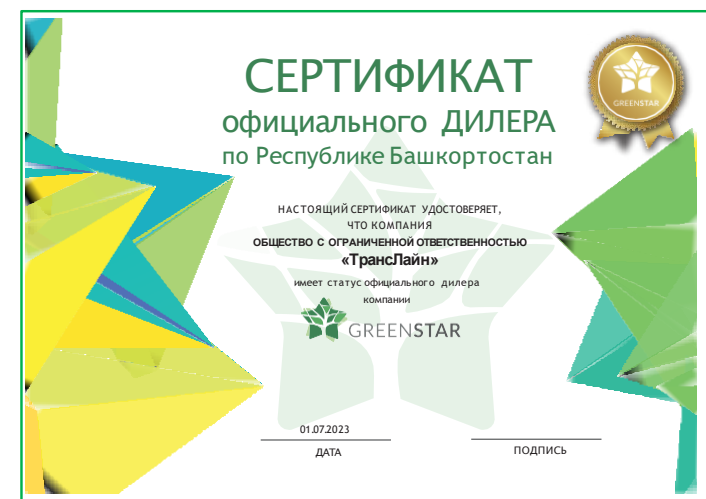 СЕРТИФИКАТ
официального ДИЛЕРА
по Республике Башкортостан
GREENSTAR
НАСТОЯЩИЙ СЕРТИФИКАТ УДОСТОВЕРЯЕТ,
ЧТО КОМПАНИЯ
ОБЩЕСТВО С ОГРАНИЧЕННОЙ ОТВЕТСТВЕННОСТЬЮ
«ТрансЛайн»
имеет статус официального дилера
компании
GREENSTAR
01.07.2023
ДАТА
ПОДПИСЬ